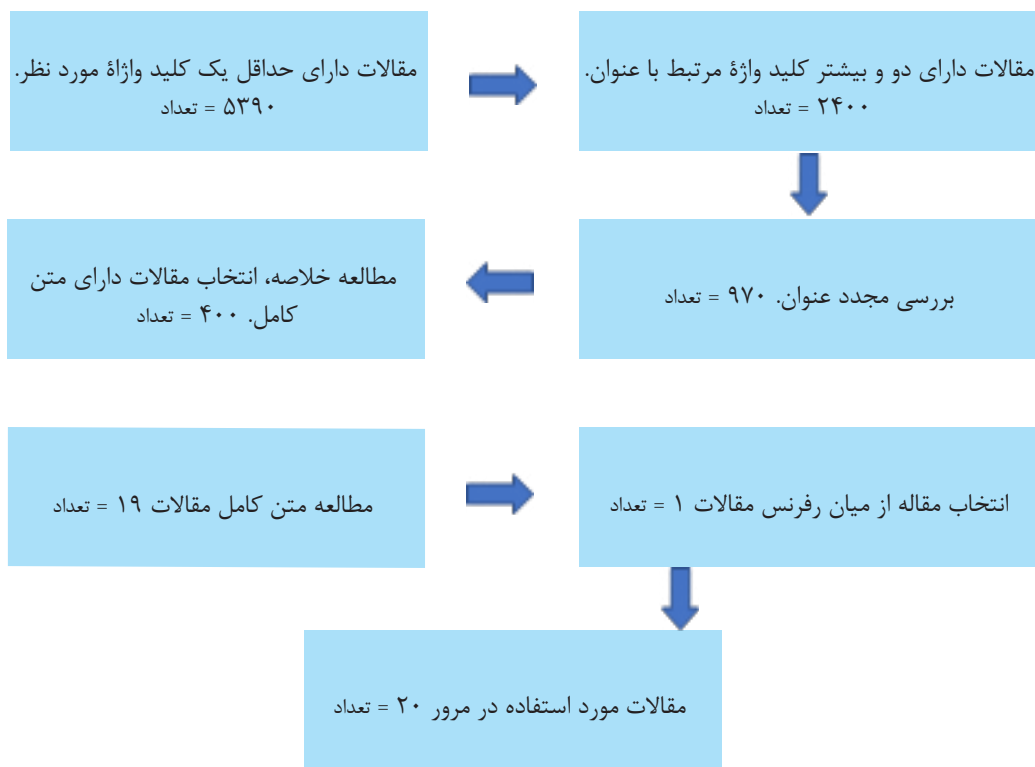 مقالات دارای حداقل یک کلید واژاۀ مورد نظر.
تعداد = ۵۳۹۰
مقالات دارای دو و بیشتر کلید واژۀ مرتبط با عنوان.
تعداد = ۲۴۰۰
بررسی مجدد عنوان. ۹۷۰ = تعداد
مطالعه خلاصه، انتخاب مقالات دارای متن
کامل. ۴۰۰ = تعداد
مطالعه متن کامل مقالات ۱۹ = تعداد
انتخاب مقاله از میان رفرنس مقالات ۱ = تعداد
مقالات مورد استفاده در مرور ۲۰ = تعداد